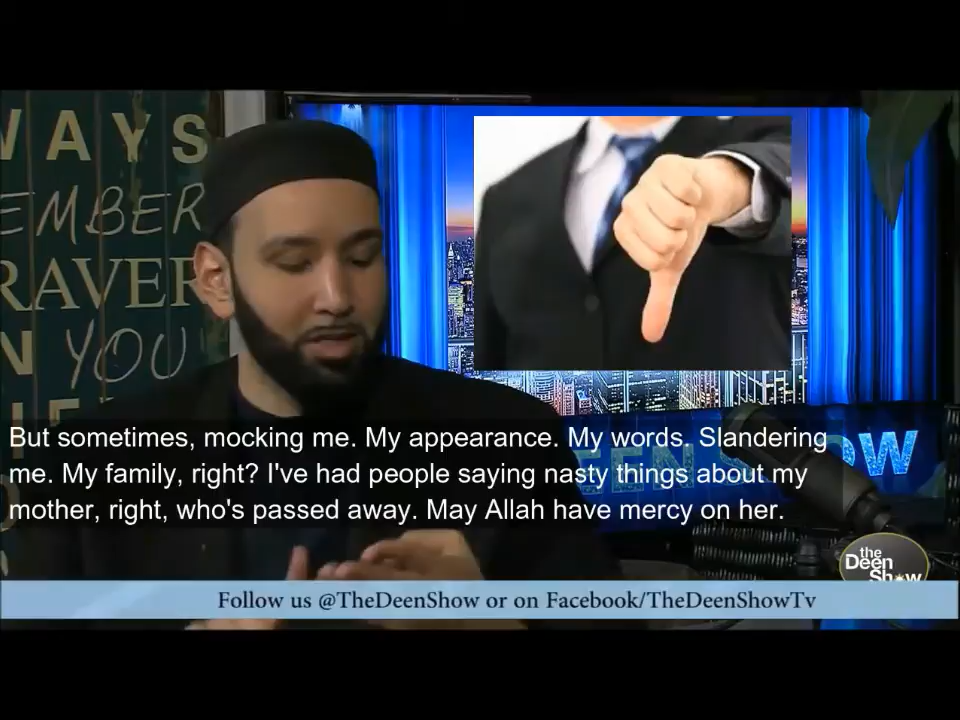 WAYS
EMBER
RAYER
N YOU
But sometimes, mocking me. My appearance. My words. Slandering
me. My family, right? I've had people saying nasty things about my
mother, right, who's passed away. May Allah have mercy on her.
the
Deen
Show
Follow us @TheDeenShow or on Facebook/TheDeenShowTv